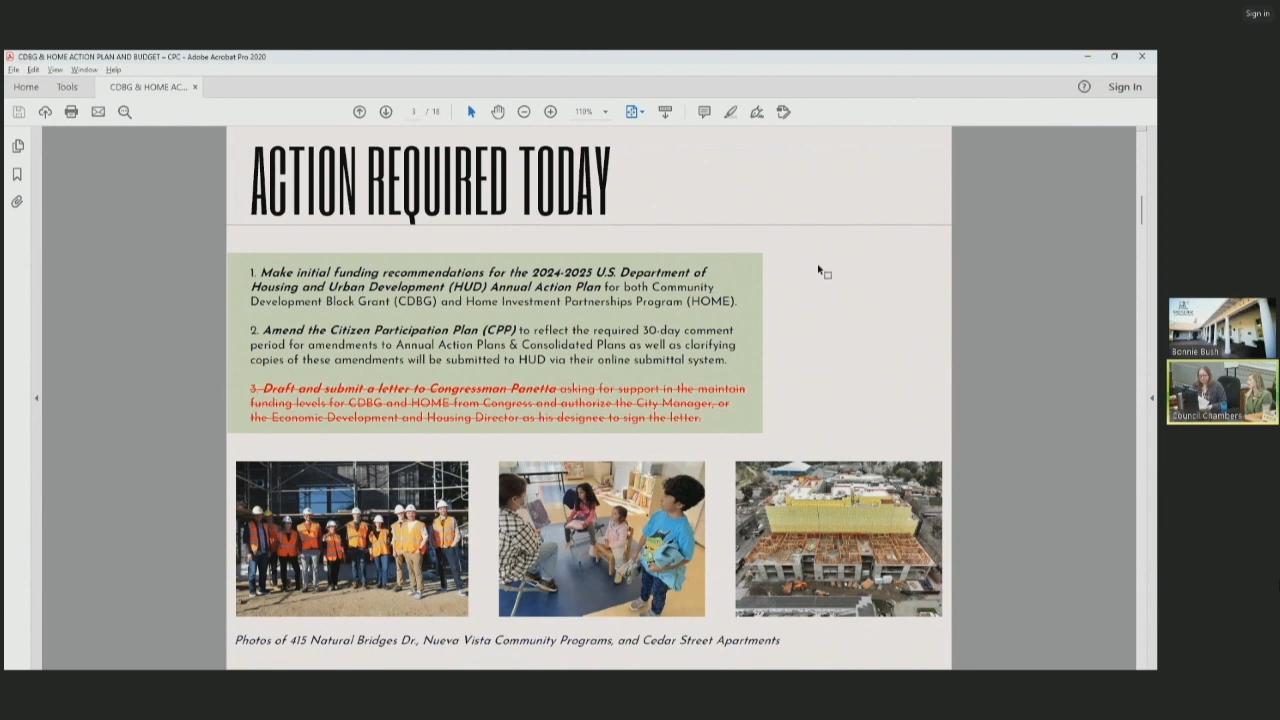 Sign in
CDBG & HOME ACTION PLAN AND BUDGET – CPC - Adobe Acrobat Pro 2020
File Edit View Window Help
Home Tools CDBG & HOME AC... × Sign In
3 / 18 110%
ACTION REQUIRED TODAY
1. Make initial funding recommendations for the 2024-2025 U.S. Department of
Housing and Urban Development (HUD) Annual Action Plan for both Community
Development Block Grant (CDBG) and Home Investment Partnerships Program (HOME).
2. Amend the Citizen Participation Plan (CPP) to reflect the required 30-day comment
period for amendments to Annual Action Plans & Consolidated Plans as well as clarifying
copies of these amendments will be submitted to HUD via their online submittal system.
3. Draft and submit a letter to Congressman Panetta asking for support in the maintain
funding levels for CDBG and HOME from Congress and authorize the City Manager, or
the Economic Development and Housing Director as his designee to sign the letter.
Photos of 415 Natural Bridges Dr., Nueva Vista Community Programs, and Cedar Street Apartments
Bonnie Bush
Council Chambers